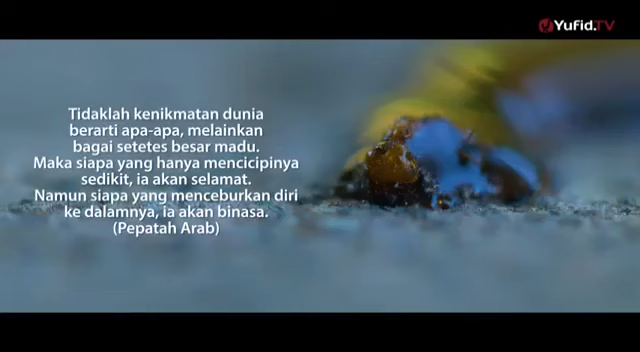 YUFID.TV
Tidaklah kenikmatan dunia
berarti apa-apa, melainkan
bagai setetes besar madu.
Maka siapa yang hanya mencicipinya
sedikit, ia akan selamat.
Namun siapa yang menceburkan diri
ke dalamnya, ia akan binasa.
(Pepatah Arab)